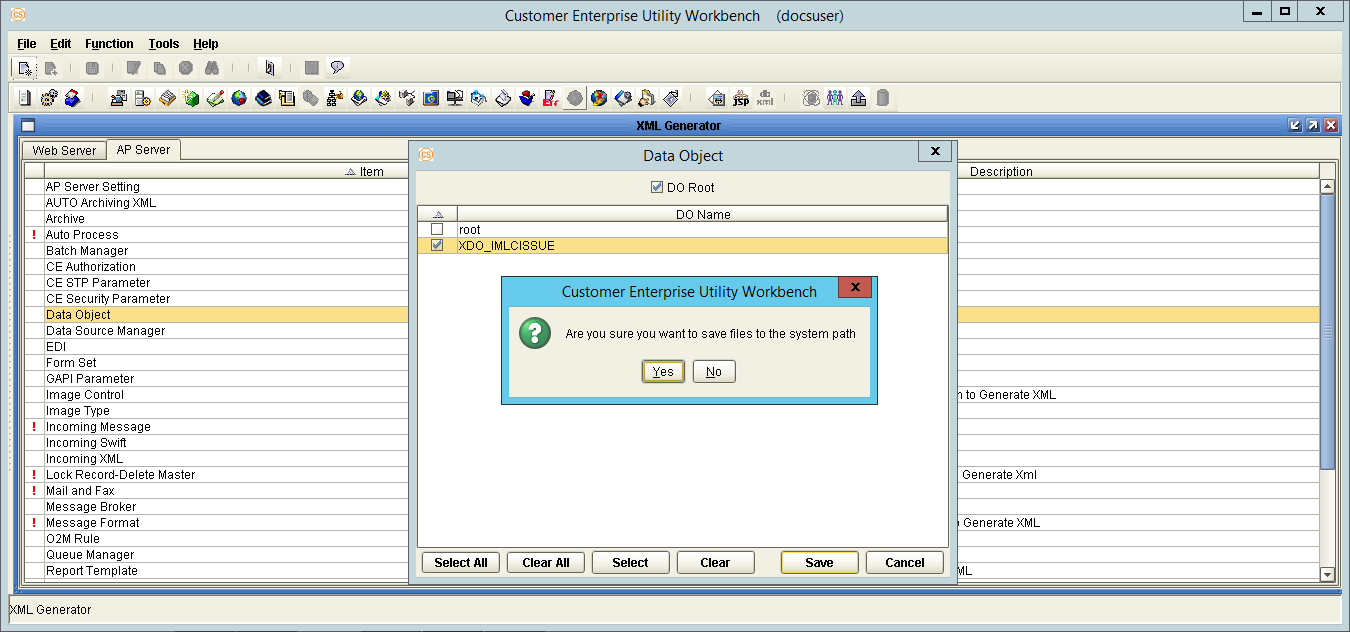 CS Customer Enterprise Utility Workbench (docsuser)
File Edit Function Tools Help
JSP
db xml
XML Generator
Web Server AP Server
Item Description
AP Server Setting
AUTO Archiving XML
Archive
! Auto Process
Batch Manager
CE Authorization
CE STP Parameter
CE Security Parameter
Data Object
Data Source Manager
EDI
Form Set
GAPI Parameter
Image Control
to Generate XML
Image Type
! Incoming Message
Incoming Swift
Incoming XML
! Lock Record-Delete Master
Generate Xml
! Mail and Fax
Message Broker
! Message Format
Generate XML
O2M Rule
Queue Manager
Report Template
ML
CS Data Object X
DO Root
DO Name
root
XDO_IMLCISSUE
Customer Enterprise Utility Workbench X
? Are you sure you want to save files to the system path
Yes No
Select All Clear All Select Clear Save Cancel
XML Generator